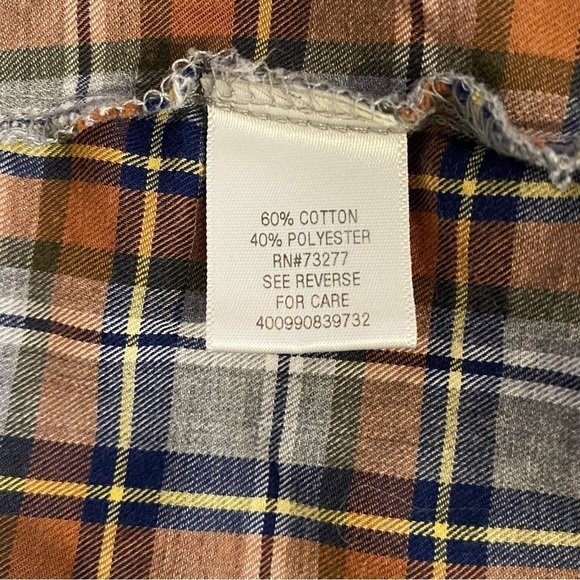 60% COTTON
40% POLYESTER
RN#73277
SEE REVERSE
FOR CARE
400990839732